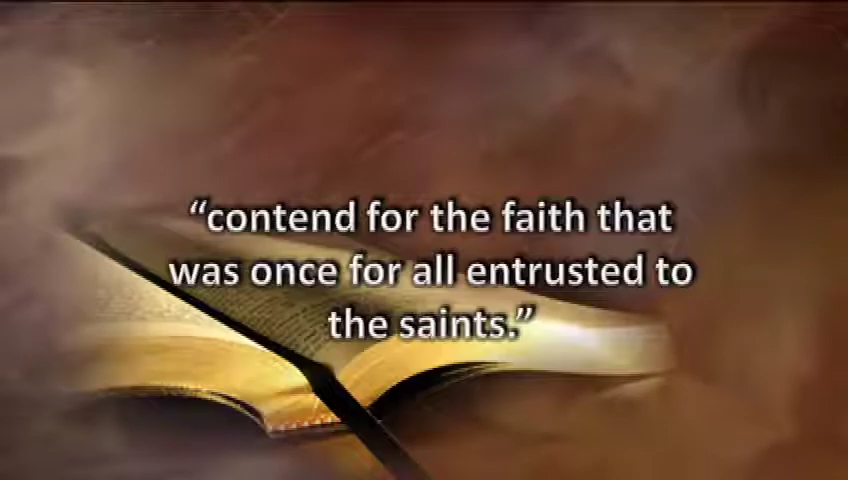 “contend for the faith that
was once for all entrusted to
the saints.”